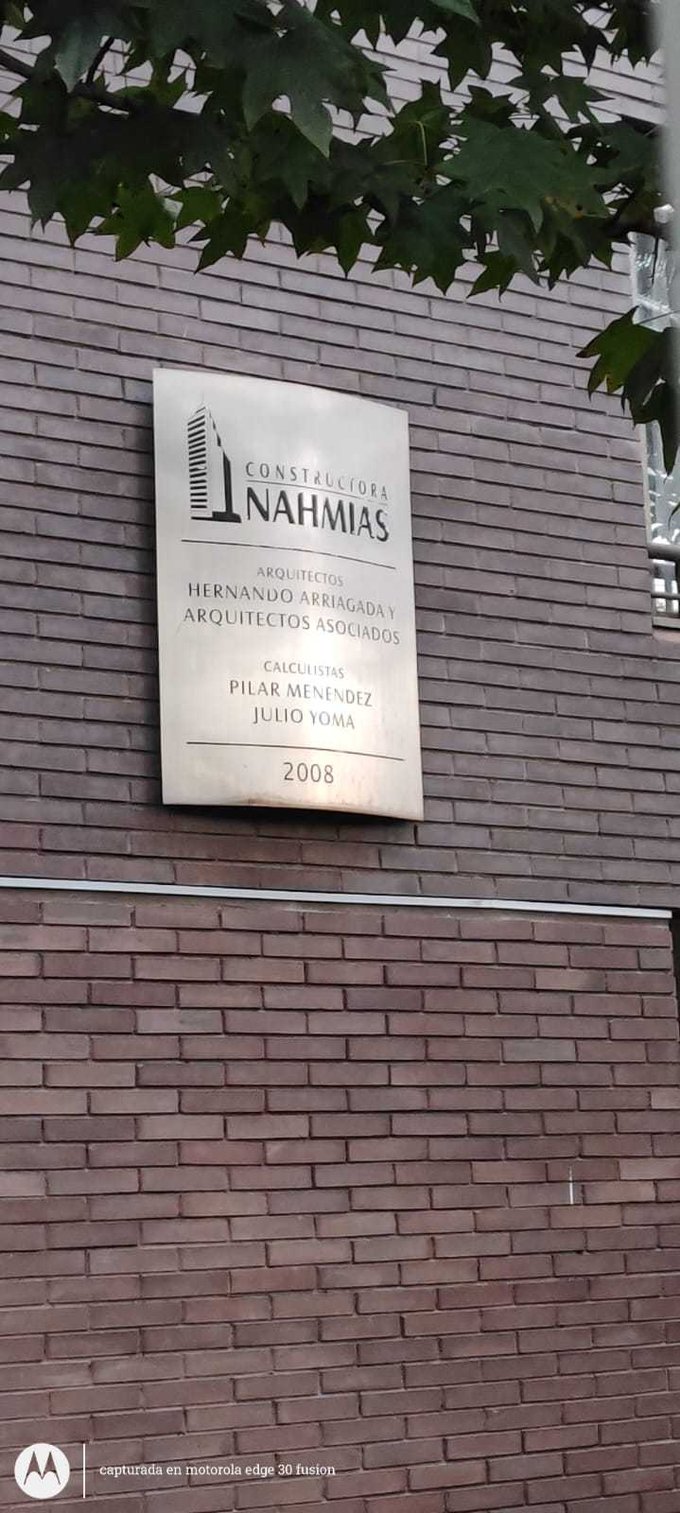 CONSTRUCTORA
NAHMIAS
ARQUITECTOS
HERNANDO ARRIAGADA Y
ARQUITECTOS ASOCIADOS
CALCULISTAS
PILAR MENENDEZ
JULIO YOMA
2008
capturada en motorola edge 30 fusion